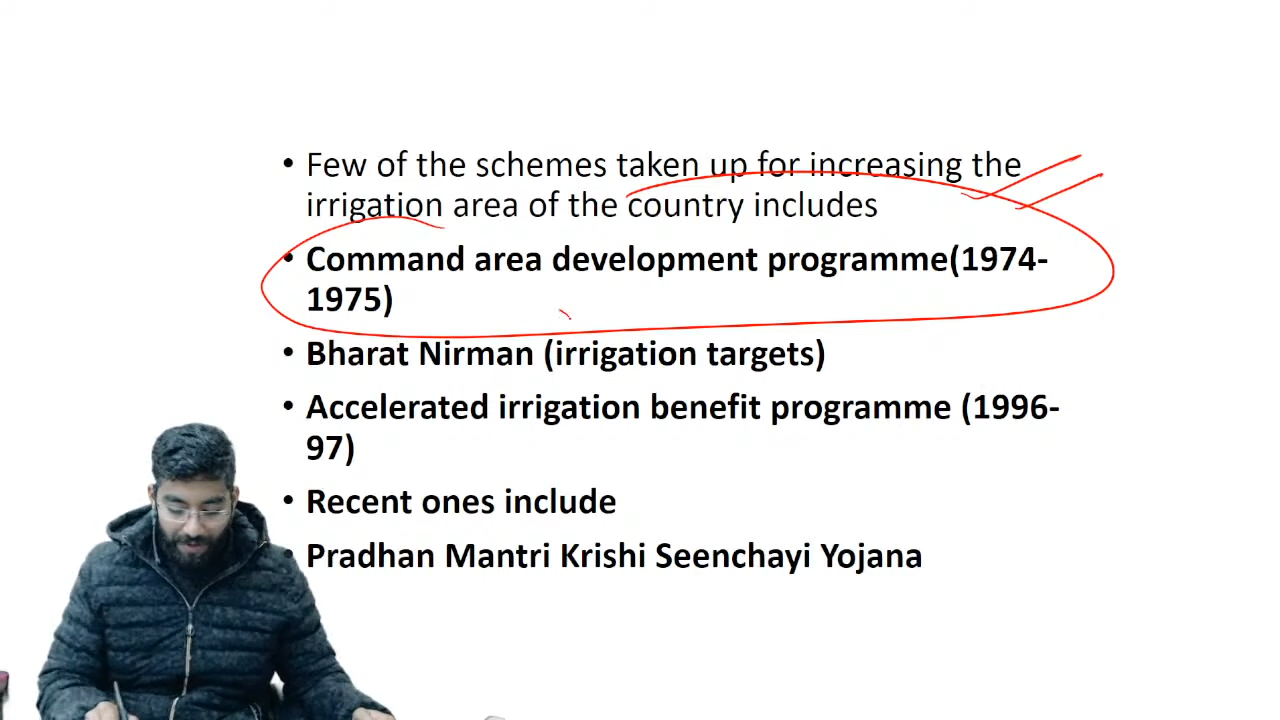 • Few of the schemes taken up for increasing the
irrigation area of the country includes
• Command area development programme(1974-
1975)
• Bharat Nirman (irrigation targets)
• Accelerated irrigation benefit programme (1996-
97)
• Recent ones include
• Pradhan Mantri Krishi Seenchayi Yojana